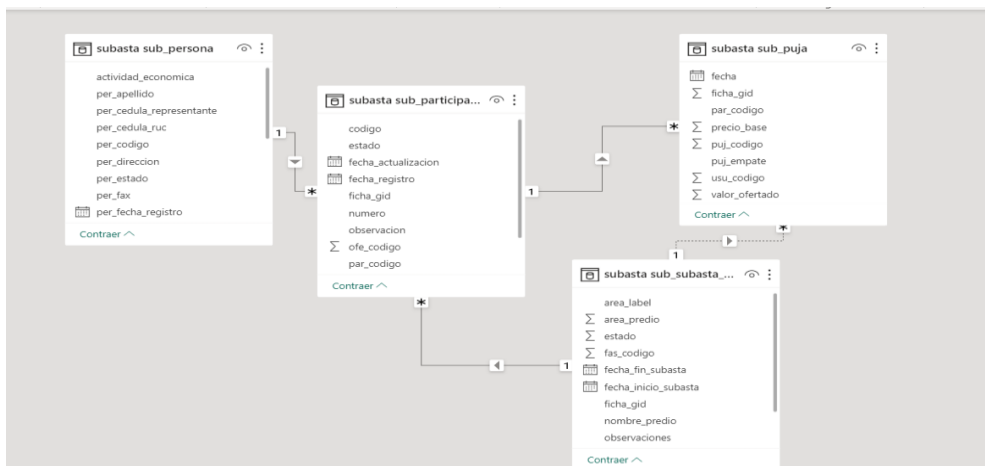 subasta sub_persona
actividad_economica
per_apellido
per_cedula_representante
per_cedula_ruc
per_codigo
per_direccion
per_estado
per_fax
per_fecha_registro
Contraer
1
*
subasta sub_participa...
codigo
estado
fecha_actualizacion
fecha_registro
ficha_gid
numero
observacion
ofe_codigo
par_codigo
Contraer
1
*
subasta sub_puja
fecha
ficha_gid
par_codigo
precio_base
puj_codigo
puj_empate
usu_codigo
valor_ofertado
Contraer
*
*
1
1
subasta sub_subasta_...
area_label
area_predio
estado
fas_codigo
fecha_fin_subasta
fecha_inicio_subasta
ficha_gid
nombre_predio
observaciones
Contraer